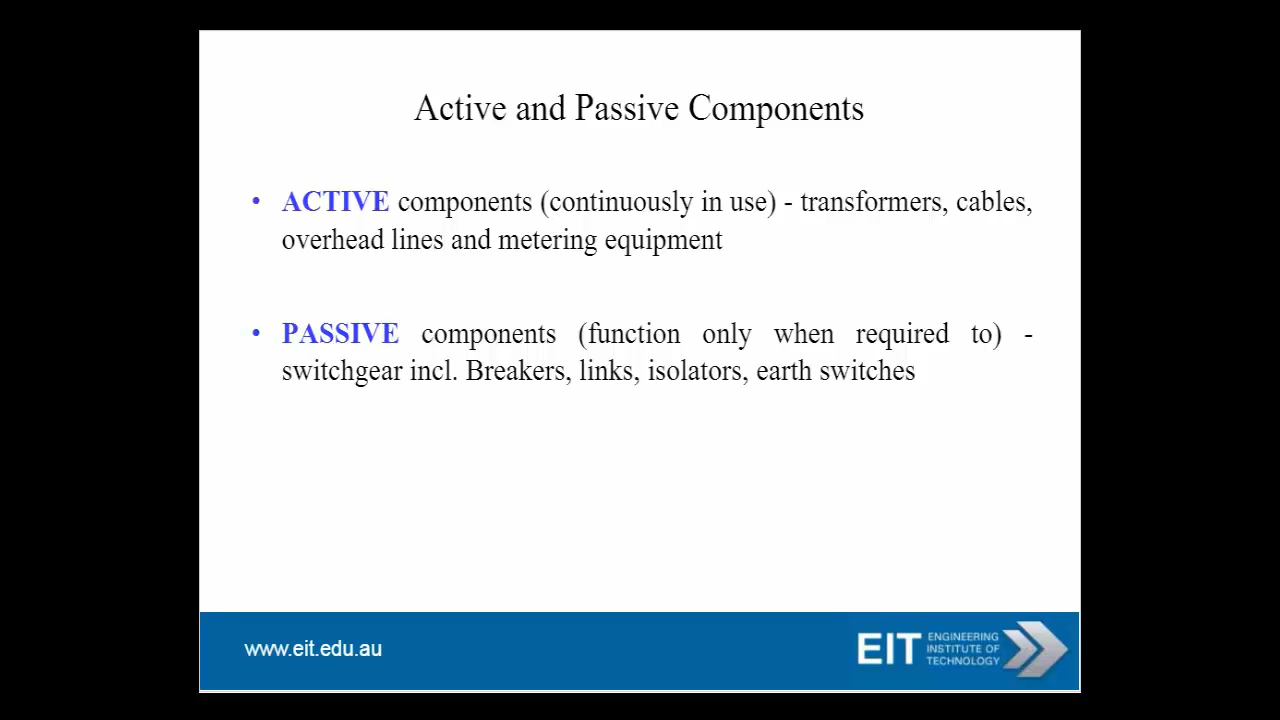 Active and Passive Components
• ACTIVE components (continuously in use) - transformers, cables,
overhead lines and metering equipment
• PASSIVE components (function only when required to) -
switchgear incl. Breakers, links, isolators, earth switches
www.eit.edu.au
EIT
ENGINEERING
INSTITUTE OF
TECHNOLOGY